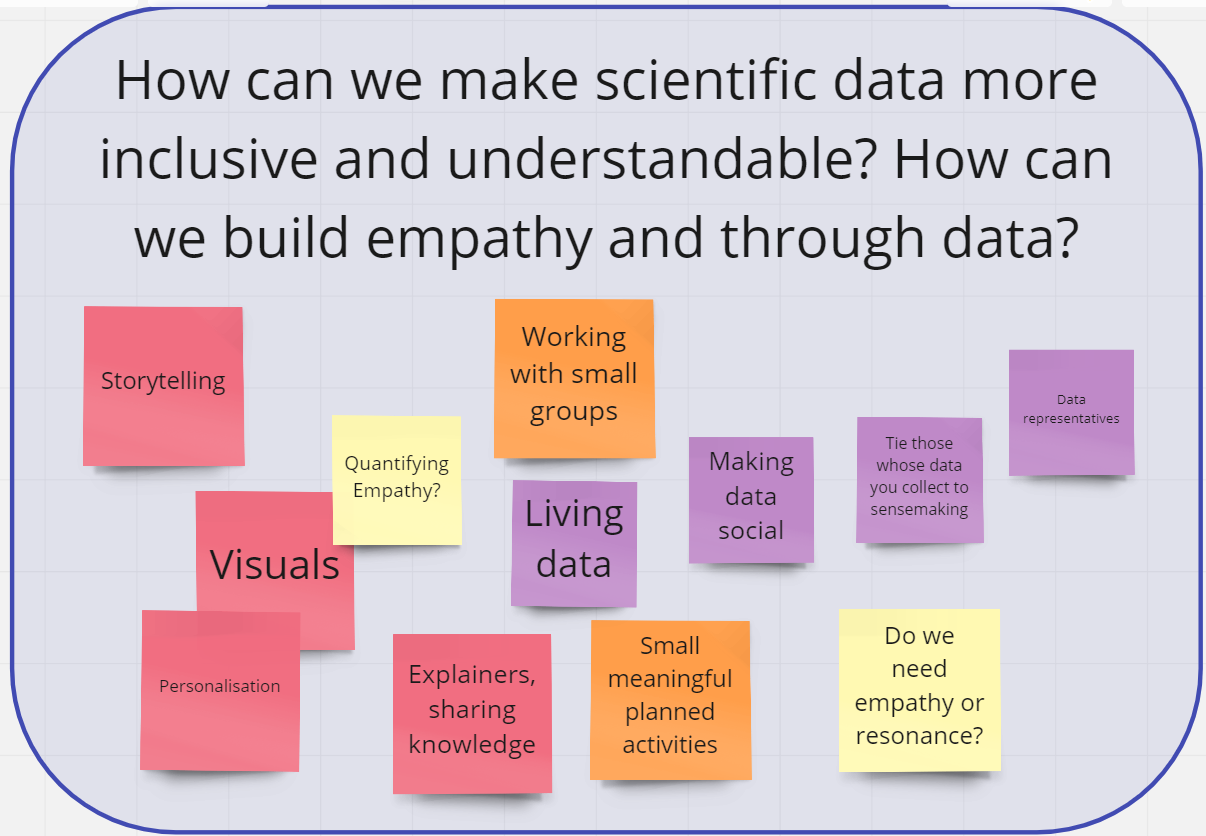 How can we make scientific data more
inclusive and understandable? How can
we build empathy and through data?
Storytelling
Quantifying
Empathy?
Working
with small
groups
Data
representatives
Making
data
social
Tie those
whose data
you collect to
sensemaking
Visuals
Living
data
Personalisation
Explainers,
sharing
knowledge
Small
meaningful
planned
activities
Do we
need
empathy or
resonance?